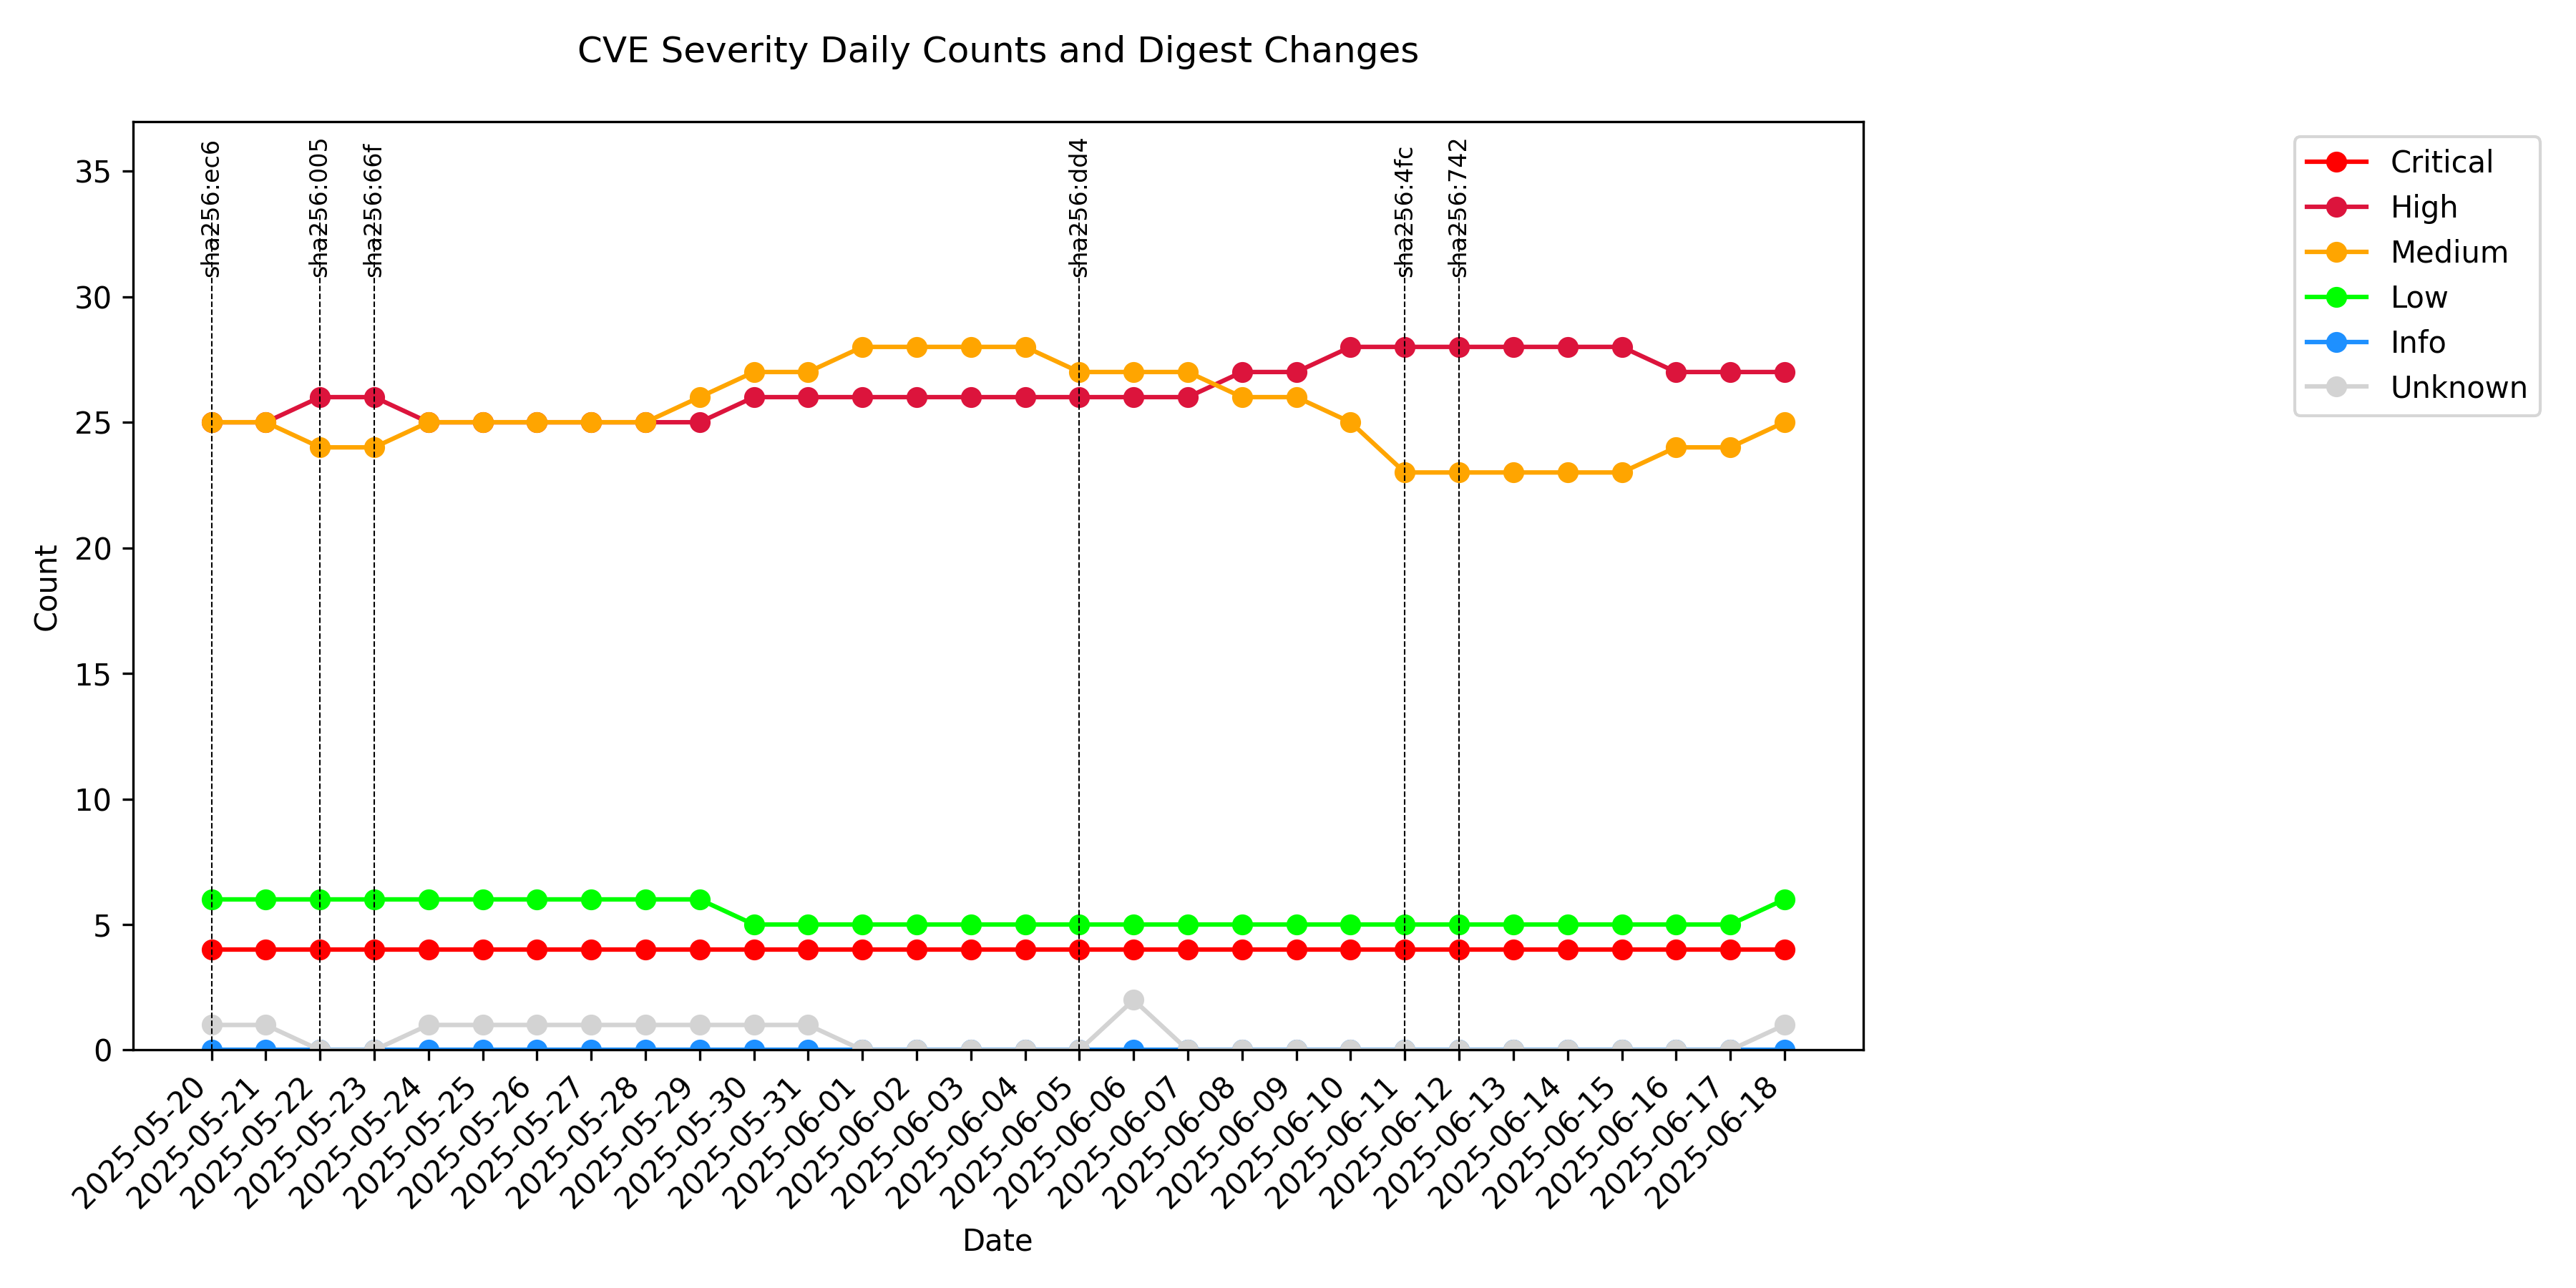 CVE Severity Daily Counts and Digest Changes
sha256:ec6
sha256:005
sha256:66f
sha256:dd4
sha256:4fc
sha256:742
Critical
High
Medium
Low
Info
Unknown
35
30
25
20
15
10
5
0
Count
2025-05-20
2025-05-21
2025-05-22
2025-05-23
2025-05-24
2025-05-25
2025-05-26
2025-05-27
2025-05-28
2025-05-29
2025-05-30
2025-05-31
2025-06-01
2025-06-02
2025-06-03
2025-06-04
2025-06-05
2025-06-06
2025-06-07
2025-06-08
2025-06-09
2025-06-10
2025-06-11
2025-06-12
2025-06-13
2025-06-14
2025-06-15
2025-06-16
2025-06-17
2025-06-18
Date